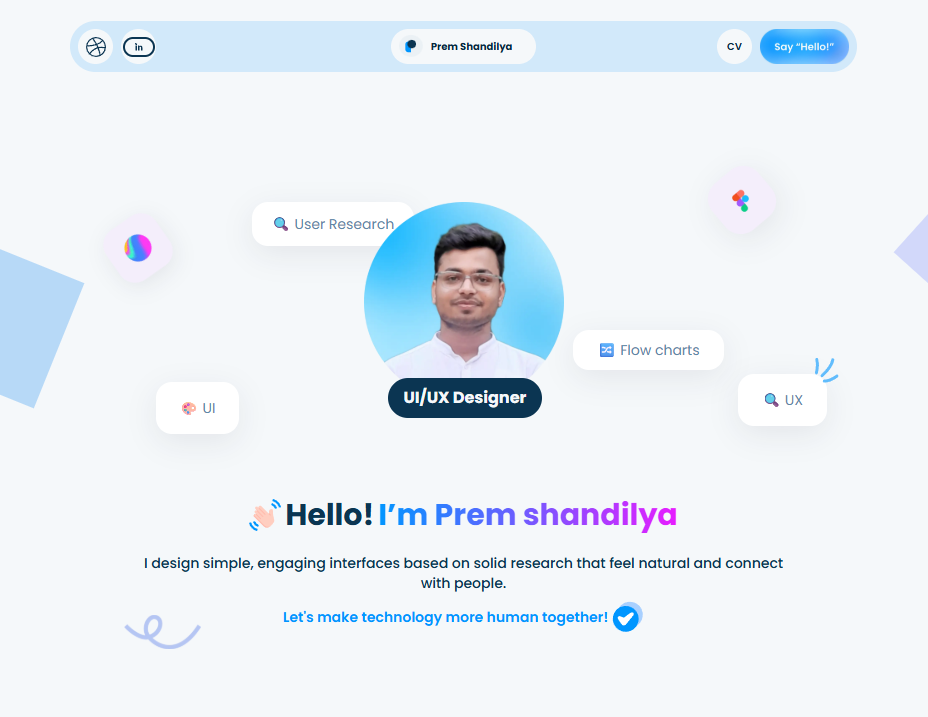 in
Prem Shandilya
CV
Say “Hello!”
User Research
Flow charts
UI/UX Designer
UI
UX
Hello! I’m Prem shandilya
I design simple, engaging interfaces based on solid research that feel natural and connect
with people.
Let's make technology more human together!